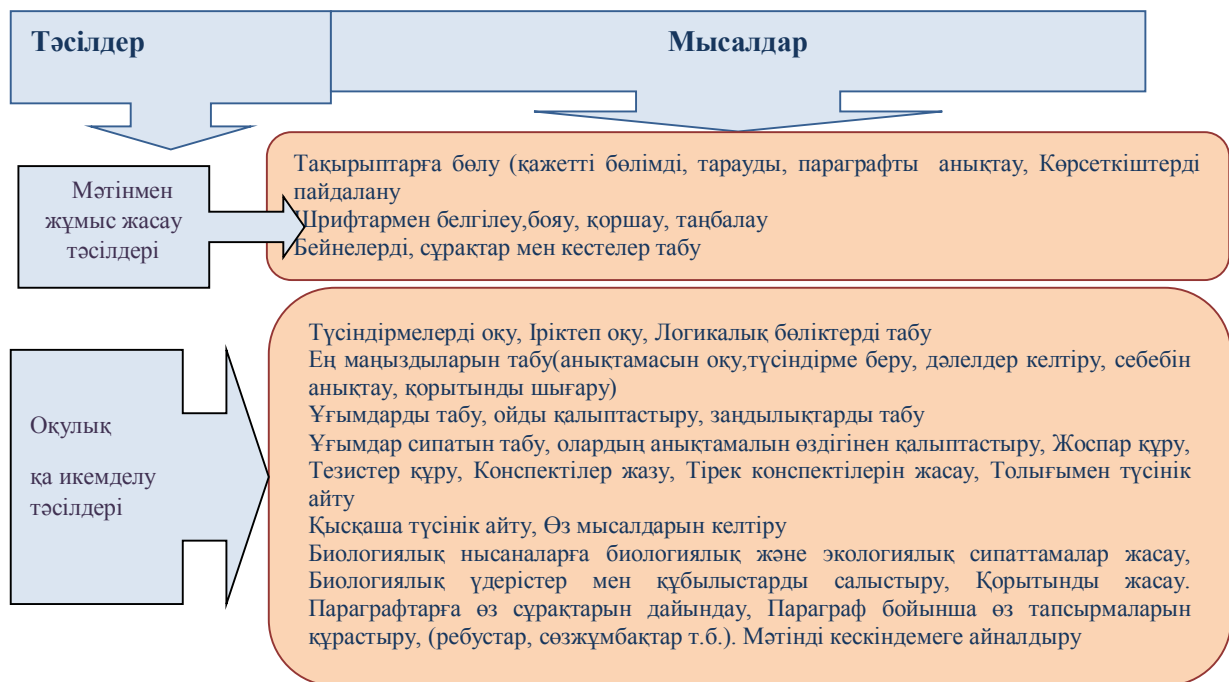 Тәсілдер
Мысалдар
Мәтінмен
жұмыс жасау
тәсілдері
Тақырыптарға бөлу (қажетті бөлімді, тарауды, параграфты анықтау, Көрсеткіштерді
пайдалану
Шрифтармен белгілеу,бояу, қоршау, таңбалау
Бейнелерді, сұрақтар мен кестелер табу
Оқулық
қа икемделу
тәсілдері
Түсіндірмелерді оқу, Іріктеп оқу, Логикалық бөліктерді табу
Ең маңыздыларын табу(анықтамасын оқу,түсіндірме беру, дәлелдер келтіру, себебін
анықтау, қорытынды шығару)
Ұғымдарды табу, ойды қалыптастыру, заңдылықтарды табу
Ұғымдар сипатын табу, олардың анықтамалын өздігінен қалыптастыру, Жоспар құру,
Тезистер құру, Конспектілер жазу, Тірек конспектілерін жасау, Толығымен түсінік
айту
Қысқаша түсінік айту, Өз мысалдарын келтіру
Биологиялық нысаналарға биологиялық және экологиялық сипаттамалар жасау,
Биологиялық үдерістер мен құбылыстарды салыстыру, Қорытынды жасау.
Параграфтарға өз сұрақтарын дайындау, Параграф бойынша өз тапсырмаларын
құрастыру, (ребустар, сөзжұмбақтар т.б.). Мәтінді кескіндемеге айналдыру